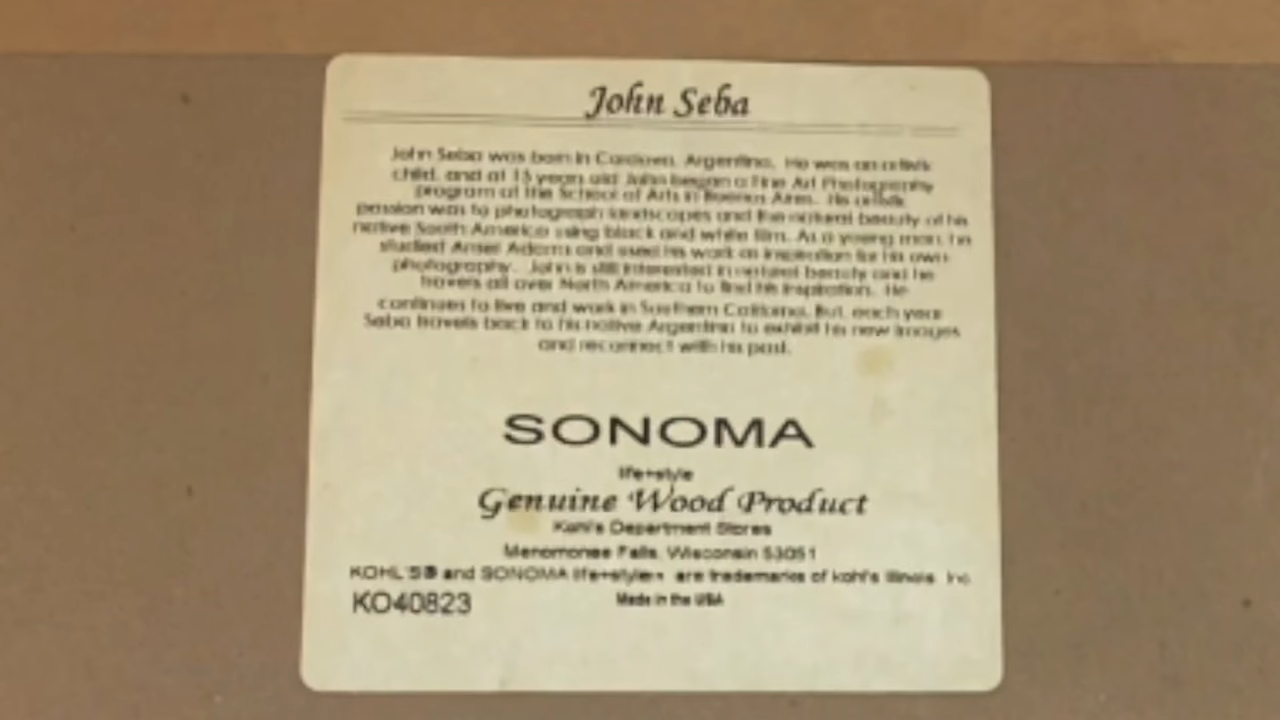 John Seba
John Seba was born in Cordova, Argentina. He was an artistic
child, and at 15 years old John began a Fine Art Photography
program at the School of Arts in Buenos Aires. His artistic
passion was to photograph landscapes and the natural beauty of his
native South America using black and white film. As a young man, he
studied Ansel Adams and used his work as inspiration for his own
photography. John is still interested in natural beauty and he
travels all over North America to find his inspiration. He
continues to live and work in Southern California. But, each year
Seba travels back to his native Argentina to exhibit his new images
and reconnect with his past.
SONOMA
life+style
Genuine Wood Product
Kohl's Department Stores
Menomonee Falls, Wisconsin 53051
KOHL'S® and SONOMA life+style are trademarks of kohl's Illinois, Inc
KO40823 Made in the USA